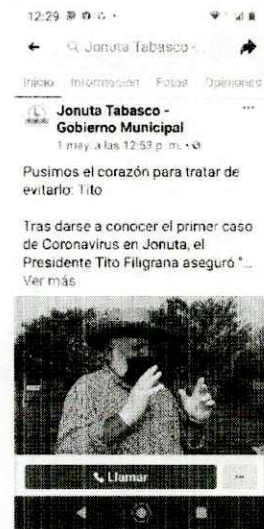 12:29
Jonuta Tabasco -
Inicio Información Fotos Opiniones
Jonuta Tabasco -
Gobierno Municipal
1 may. a las 12:53 p. m. •
Pusimos el corazón para tratar de
evitarlo: Tito
Tras darse a conocer el primer caso
de Coronavirus en Jonuta, el
Presidente Tito Filigrana aseguró "...
Ver más
Llamar